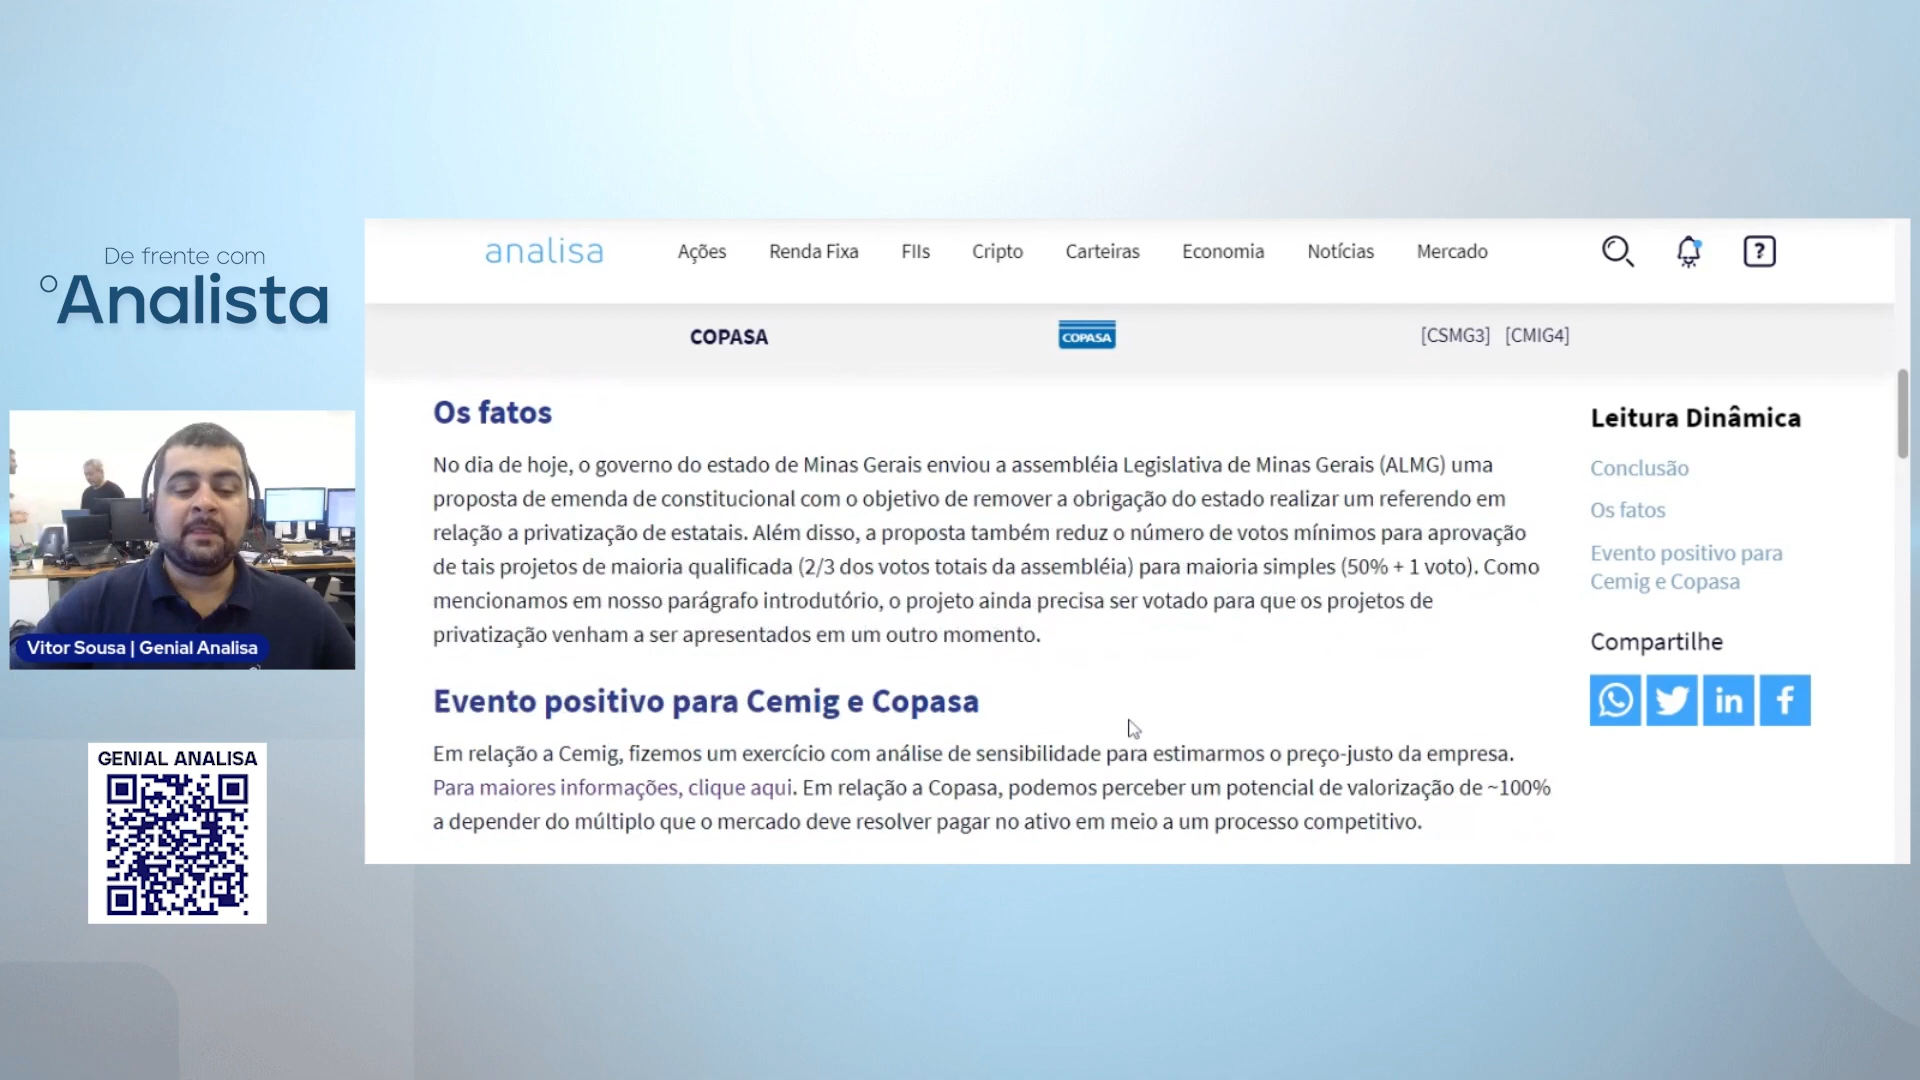 De frente com
o Analista
Vitor Sousa | Genial Analisa
GENIAL ANALISA
analisa
Ações
Renda Fixa
FIIs
Cripto
Carteiras
Economia
Notícias
Mercado
?
COPASA
COPASA
[CSMG3] [CMIG4]
Os fatos
No dia de hoje, o governo do estado de Minas Gerais enviou a assembléia Legislativa de Minas Gerais (ALMG) uma
proposta de emenda de constitucional com o objetivo de remover a obrigação do estado realizar um referendo em
relação a privatização de estatais. Além disso, a proposta também reduz o número de votos mínimos para aprovação
de tais projetos de maioria qualificada (2/3 dos votos totais da assembléia) para maioria simples (50% + 1 voto). Como
mencionamos em nosso parágrafo introdutório, o projeto ainda precisa ser votado para que os projetos de
privatização venham a ser apresentados em um outro momento.
Evento positivo para Cemig e Copasa
Em relação a Cemig, fizemos um exercício com análise de sensibilidade para estimarmos o preço-justo da empresa.
Para maiores informações, clique aqui. Em relação a Copasa, podemos perceber um potencial de valorização de ~100%
a depender do múltiplo que o mercado deve resolver pagar no ativo em meio a um processo competitivo.
Leitura Dinâmica
Conclusão
Os fatos
Evento positivo para
Cemig e Copasa
Compartilhe